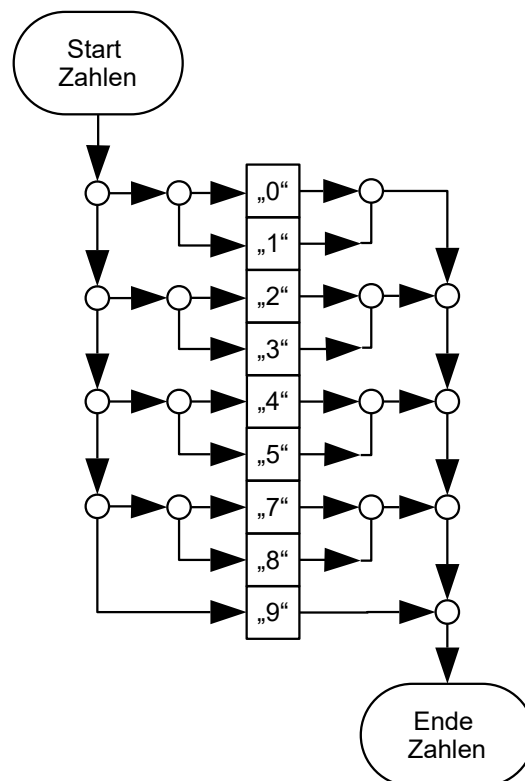 Start
Zahlen
„0“
„1“
„2“
„3“
„4“
„5“
„7“
„8“
„9“
Ende
Zahlen